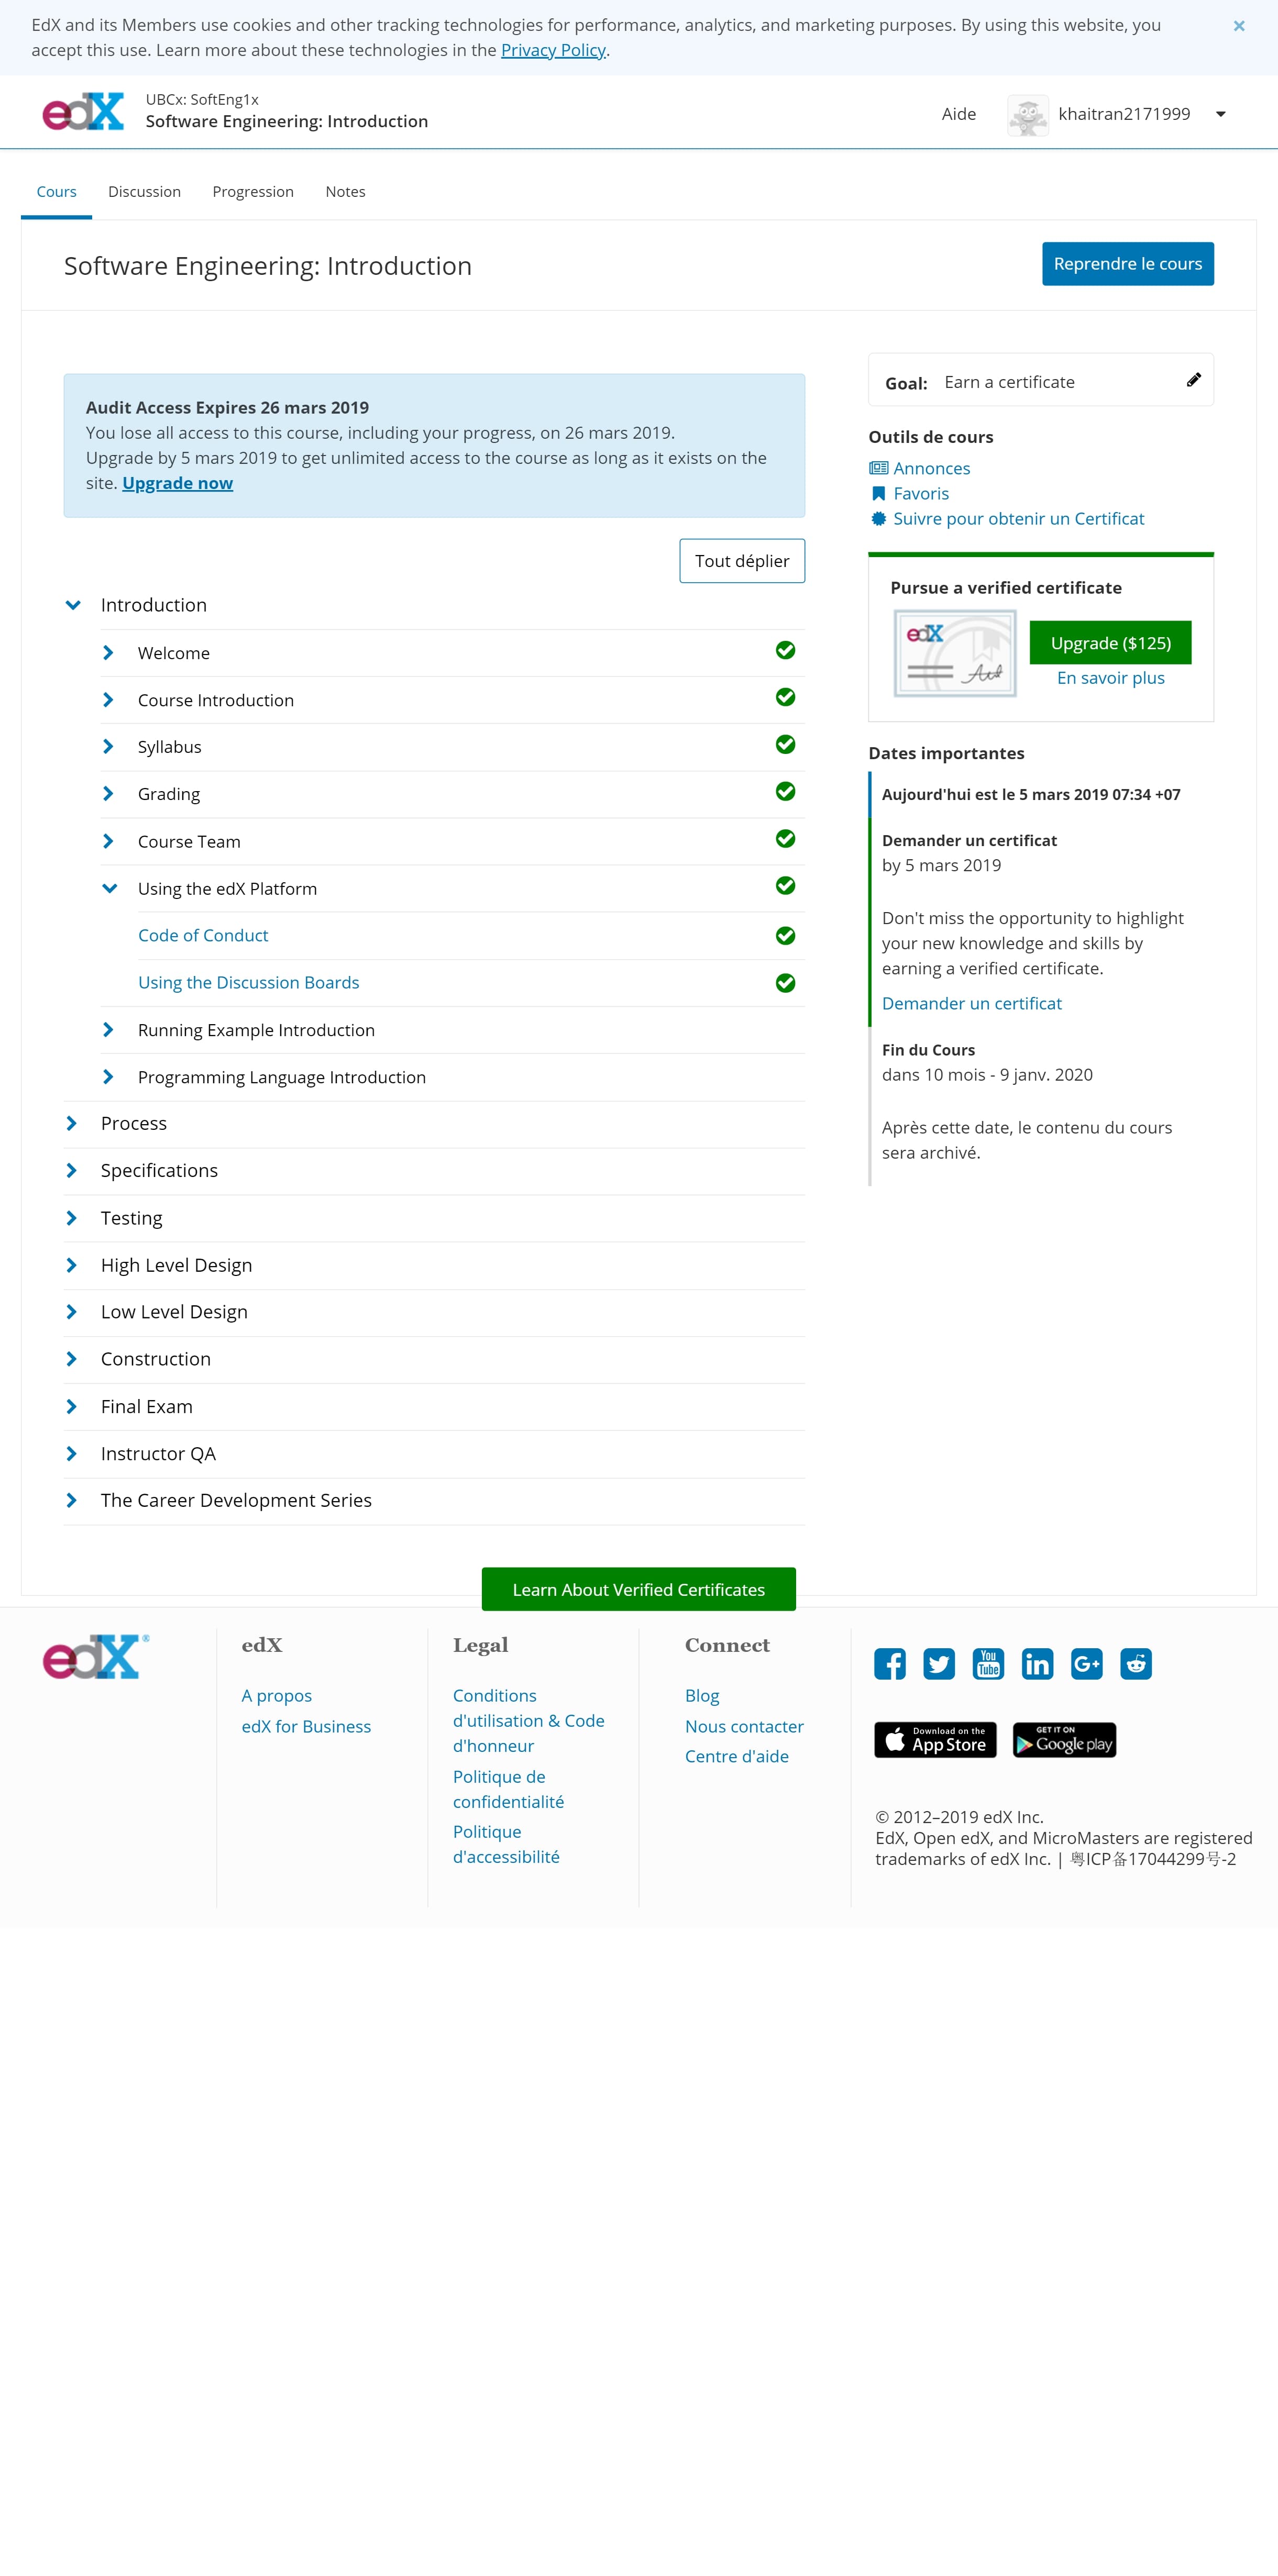 EdX and its Members use cookies and other tracking technologies for performance, analytics, and marketing purposes. By using this website, you
accept this use. Learn more about these technologies in the Privacy Policy.
×
edX
UBCx: SoftEng1x
Software Engineering: Introduction
Aide
khaitran2171999
Cours
Discussion
Progression
Notes
Software Engineering: Introduction
Reprendre le cours
Audit Access Expires 26 mars 2019
You lose all access to this course, including your progress, on 26 mars 2019.
Upgrade by 5 mars 2019 to get unlimited access to the course as long as it exists on the
site. Upgrade now
Tout déplier
Introduction
Welcome
Course Introduction
Syllabus
Grading
Course Team
Using the edX Platform
Code of Conduct
Using the Discussion Boards
Running Example Introduction
Programming Language Introduction
Process
Specifications
Testing
High Level Design
Low Level Design
Construction
Final Exam
Instructor QA
The Career Development Series
Goal: Earn a certificate
Outils de cours
Annonces
Favoris
Suivre pour obtenir un Certificat
Pursue a verified certificate
edX
Upgrade ($125)
En savoir plus
Dates importantes
Aujourd'hui est le 5 mars 2019 07:34 +07
Demander un certificat
by 5 mars 2019
Don't miss the opportunity to highlight
your new knowledge and skills by
earning a verified certificate.
Demander un certificat
Fin du Cours
dans 10 mois - 9 janv. 2020
Après cette date, le contenu du cours
sera archivé.
Learn About Verified Certificates
edX®
edX
A propos
edX for Business
Legal
Conditions
d'utilisation & Code
d'honneur
Politique de
confidentialité
Politique
d'accessibilité
Connect
Blog
Nous contacter
Centre d'aide
You
Tube
in
G+
Download on the
App Store
GET IT ON
Google play
© 2012–2019 edX Inc.
EdX, Open edX, and MicroMasters are registered
trademarks of edX Inc. | 粤ICP备17044299号-2